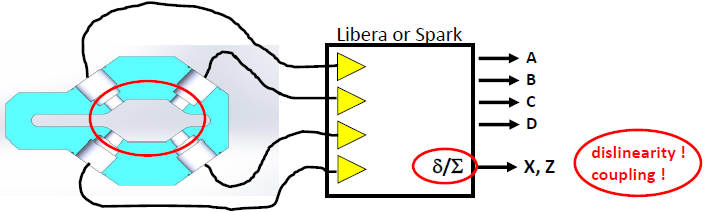 Libera or Spark
A
B
C
D
δ/Σ
X, Z
dislinearity !
coupling !